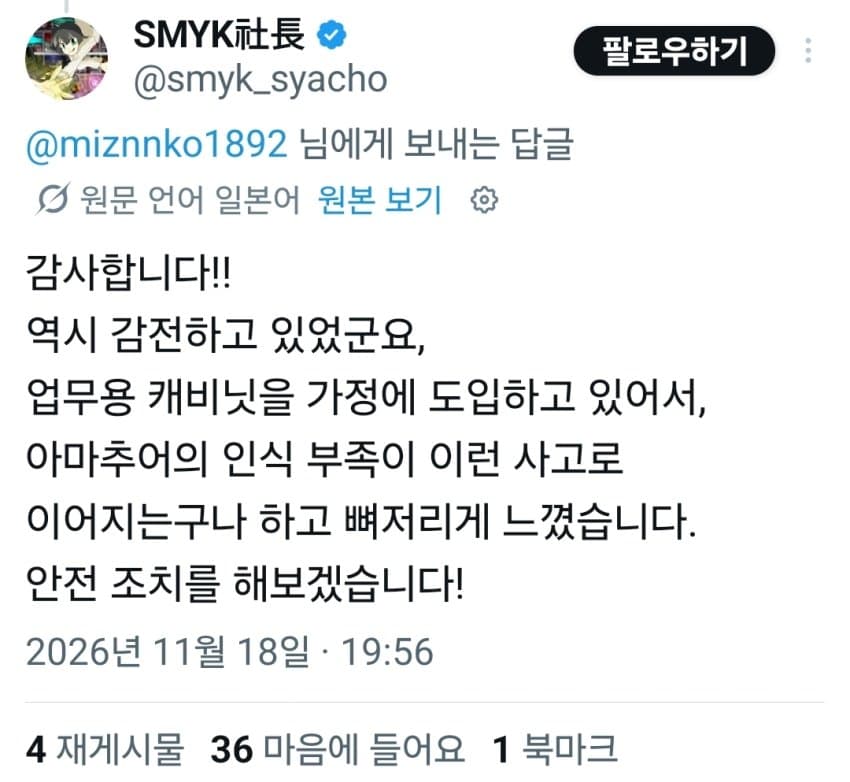 SMYK社長
팔로우하기
@smyk_syacho
@miznnko1892 님에게 보내는 답글
원문 언어 일본어 원본 보기
감사합니다!!
역시 감전하고 있었군요,
업무용 캐비닛을 가정에 도입하고 있어서,
아마추어의 인식 부족이 이런 사고로
이어지는구나 하고 뼈저리게 느꼈습니다.
안전 조치를 해보겠습니다!
2026년 11월 18일 · 19:56
4 재게시물 36 마음에 들어요 1 북마크